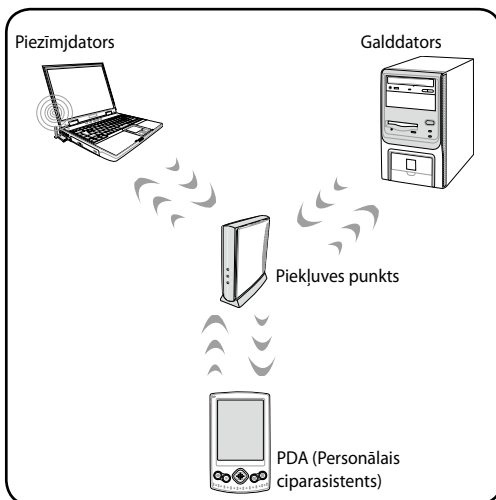 Piezīmjdators
Galddators
Piekļuves punkts
PDA (Personālais
ciparasistents)